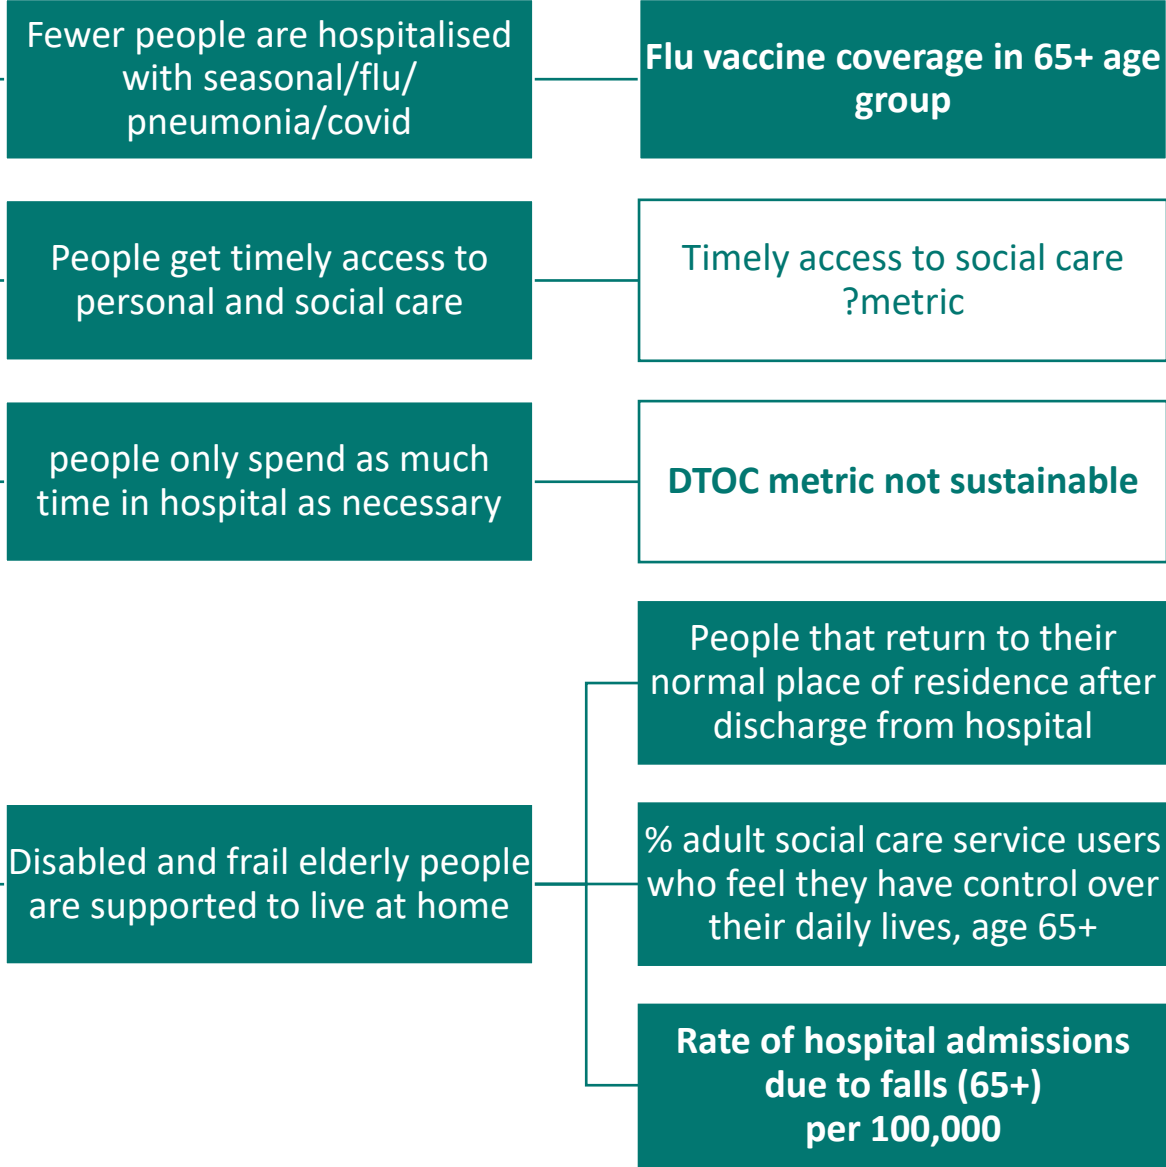 Fewer people are hospitalised
with seasonal/flu/
pneumonia/covid
Flu vaccine coverage in 65+ age
group
People get timely access to
personal and social care
Timely access to social care
?metric
people only spend as much
time in hospital as necessary
DTOC metric not sustainable
Disabled and frail elderly people
are supported to live at home
People that return to their
normal place of residence after
discharge from hospital
% adult social care service users
who feel they have control over
their daily lives, age 65+
Rate of hospital admissions
due to falls (65+)
per 100,000